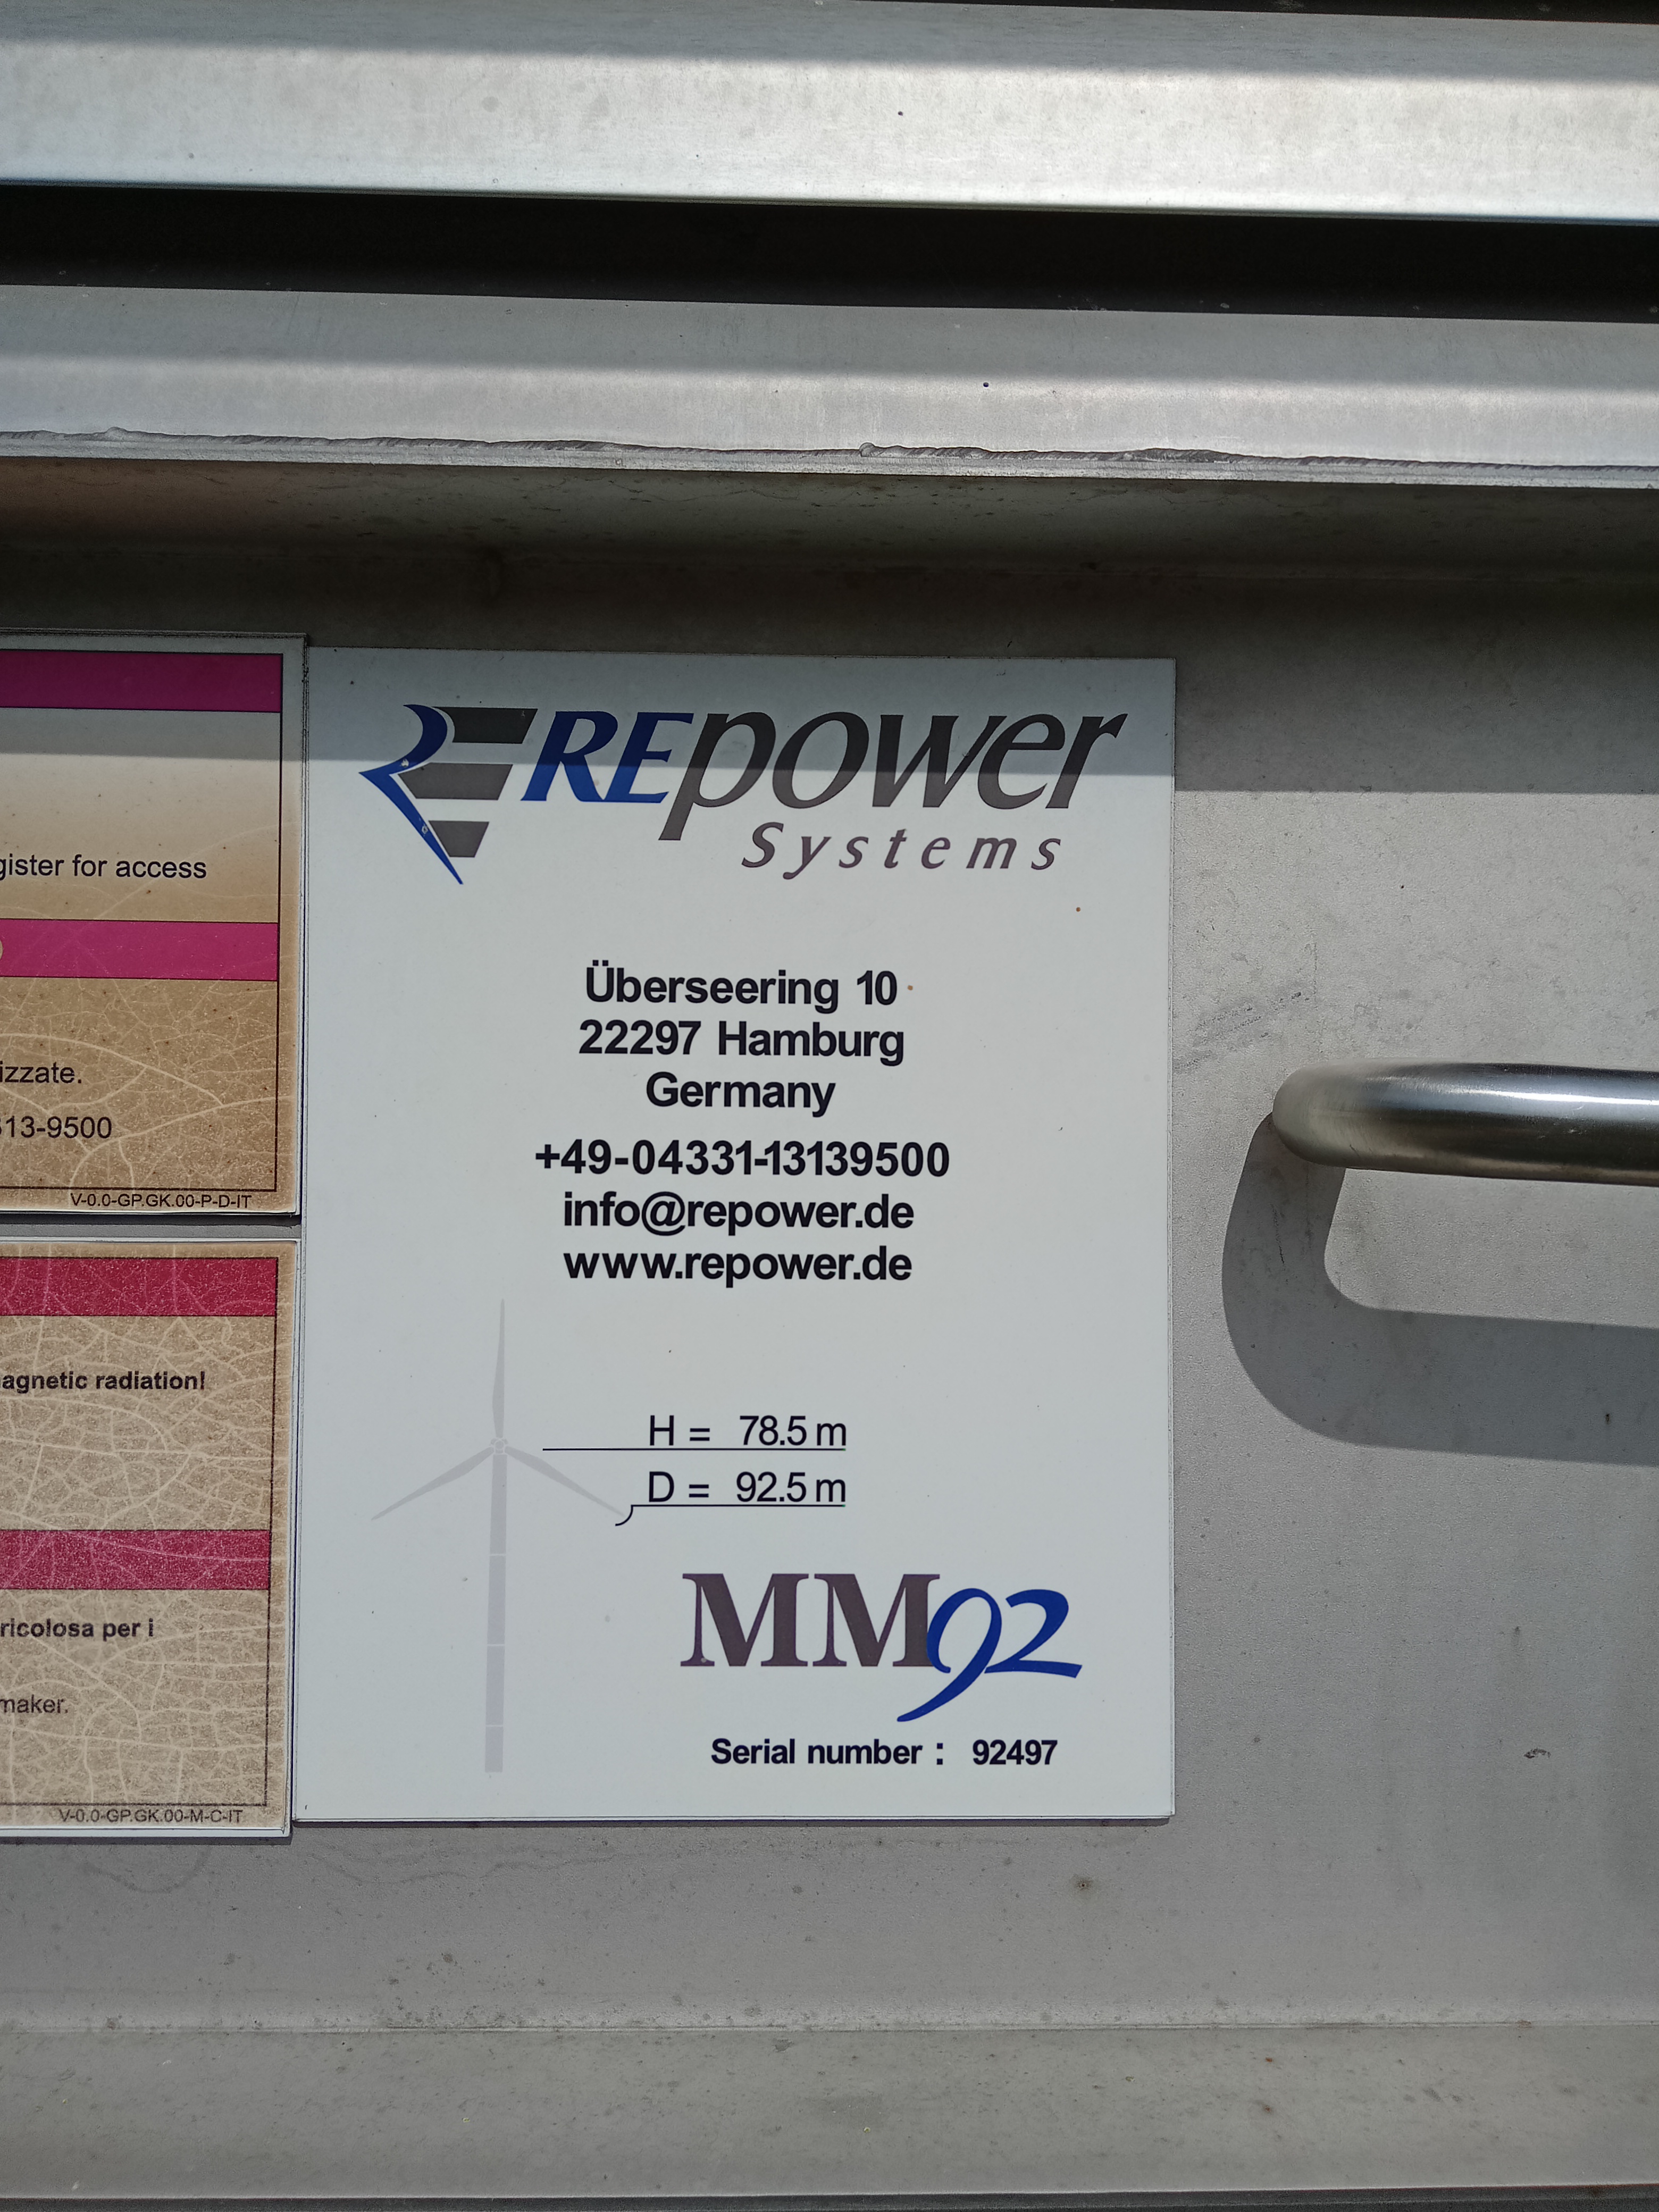 gister for access
izzate.
313-9500
V-0.0-GP.GK.00-P-D-IT
agnetic radiation!
ricolosa per i
maker.
V-0.0-GP.GK.00-M-C-IT
REpower
Systems
Überseering 10
22297 Hamburg
Germany
+49-04331-13139500
info@repower.de
www.repower.de
H = 78.5 m
D = 92.5 m
MM92
Serial number : 92497